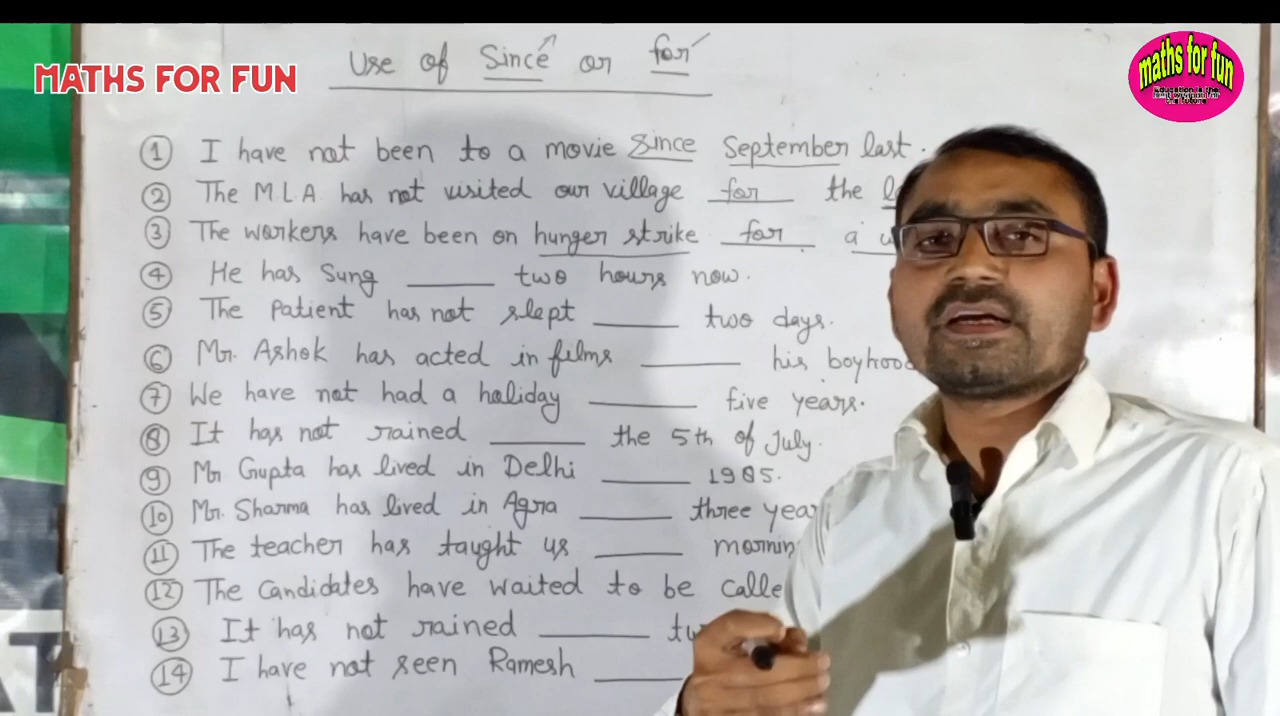 MATHS FOR FUN
maths for fun
Education is the
Use of Since or for
① I have not been to a movie since September last.
② The M.L.A has not visited our village for the
③ The workers have been on hunger strike for a
④ He has Sung ______ two hours now.
⑤ The Patient has not slept ______ two days.
⑥ Mr. Ashok has acted in films ______ his boyhood
⑦ We have not had a holiday ______ five years.
⑧ It has not rained ______ the 5th of July.
⑨ Mr. Gupta has lived in Delhi ______ 1985.
⑩ Mr. Sharma has lived in Agra ______ three year
⑪ The teacher has taught us ______ mornin
⑫ The Candidates have waited to be calle
⑬ It has not rained ______
⑭ I have not seen Ramesh ______